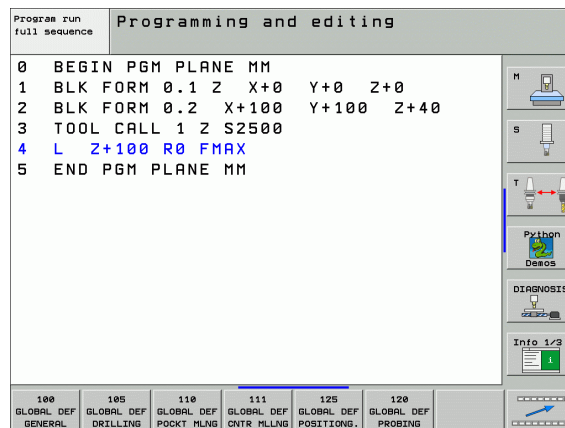 Program run
full sequence
Programming and editing
0 BEGIN PGM PLANE MM
1 BLK FORM 0.1 Z X+0 Y+0 Z+0
2 BLK FORM 0.2 X+100 Y+100 Z+40
3 TOOL CALL 1 Z S2500
4 L Z+100 R0 FMAX
5 END PGM PLANE MM
M
S
T
Python
Demos
DIAGNOSIS
Info 1/3
i
100
GLOBAL DEF
GENERAL
105
GLOBAL DEF
DRILLING
110
GLOBAL DEF
POCKT MLNG
111
GLOBAL DEF
CNTR MLLNG
125
GLOBAL DEF
POSITIONG.
120
GLOBAL DEF
PROBING